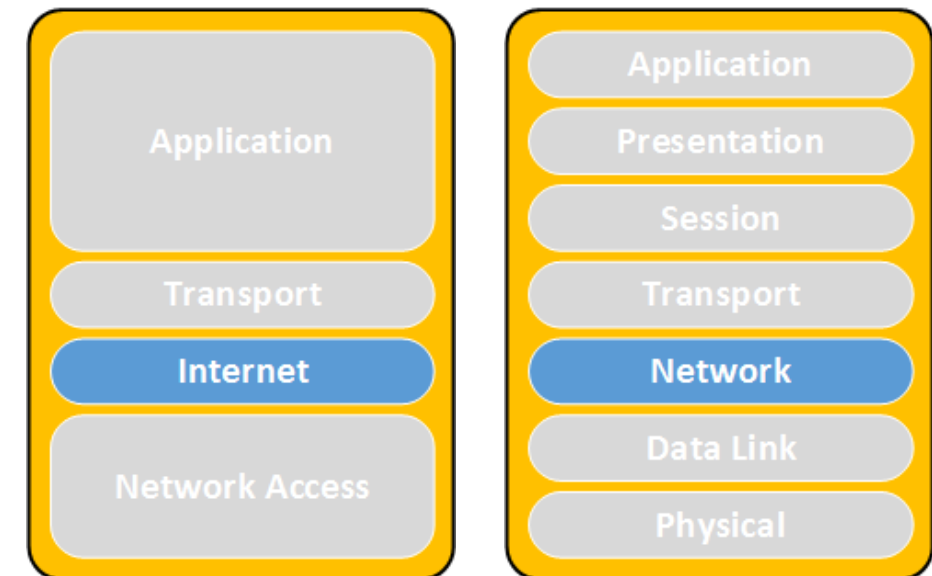 Application
Transport
Internet
Network Access
Application
Presentation
Session
Transport
Network
Data Link
Physical